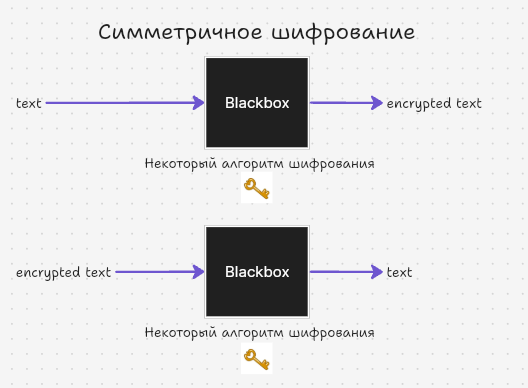 Симметричное шифрование
text
Blackbox
encrypted text
Некоторый алгоритм шифрования
encrypted text
Blackbox
text
Некоторый алгоритм шифрования